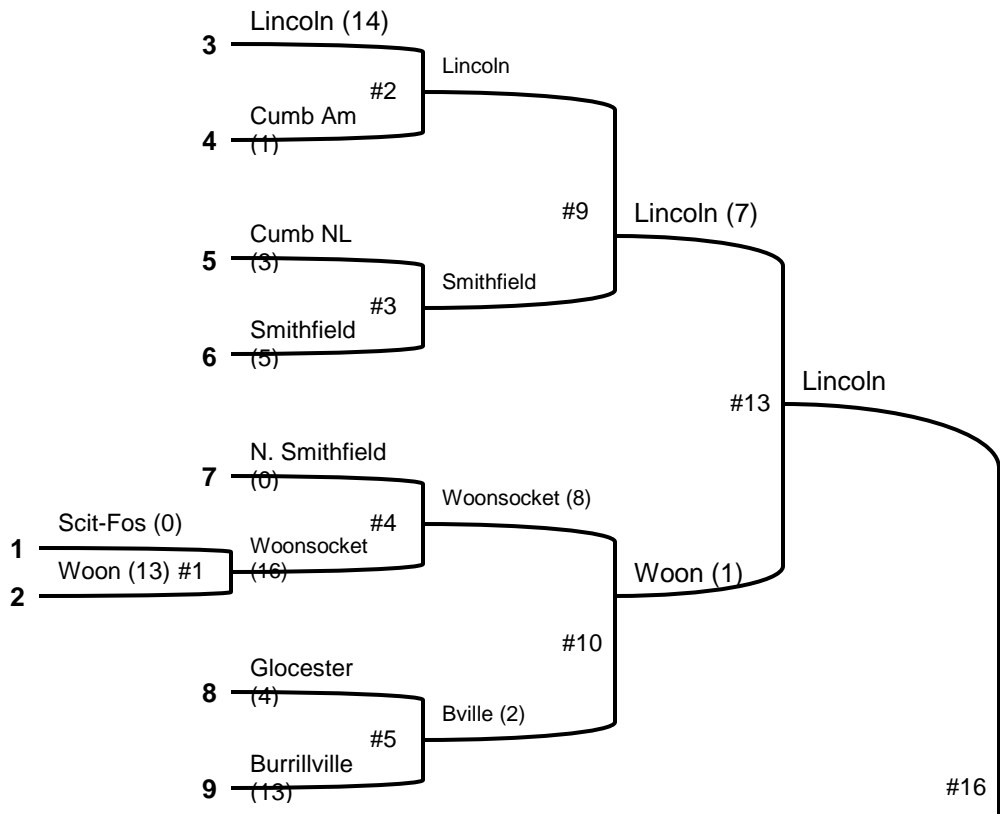 Lincoln (14)
3
Lincoln
#2
Cumb Am
(1)
4
#9
Lincoln (7)
Cumb NL
(3)
5
Smithfield
#3
Smithfield
(5)
6
Lincoln
#13
N. Smithfield
(0)
7
Woonsocket (8)
Scit-Fos (0)
#4
1
Woonsocket
(16)
Woon (13) #1
2
Woon (1)
#10
Glocester
(4)
8
Bville (2)
#5
Burrillville
(13)
9
#16